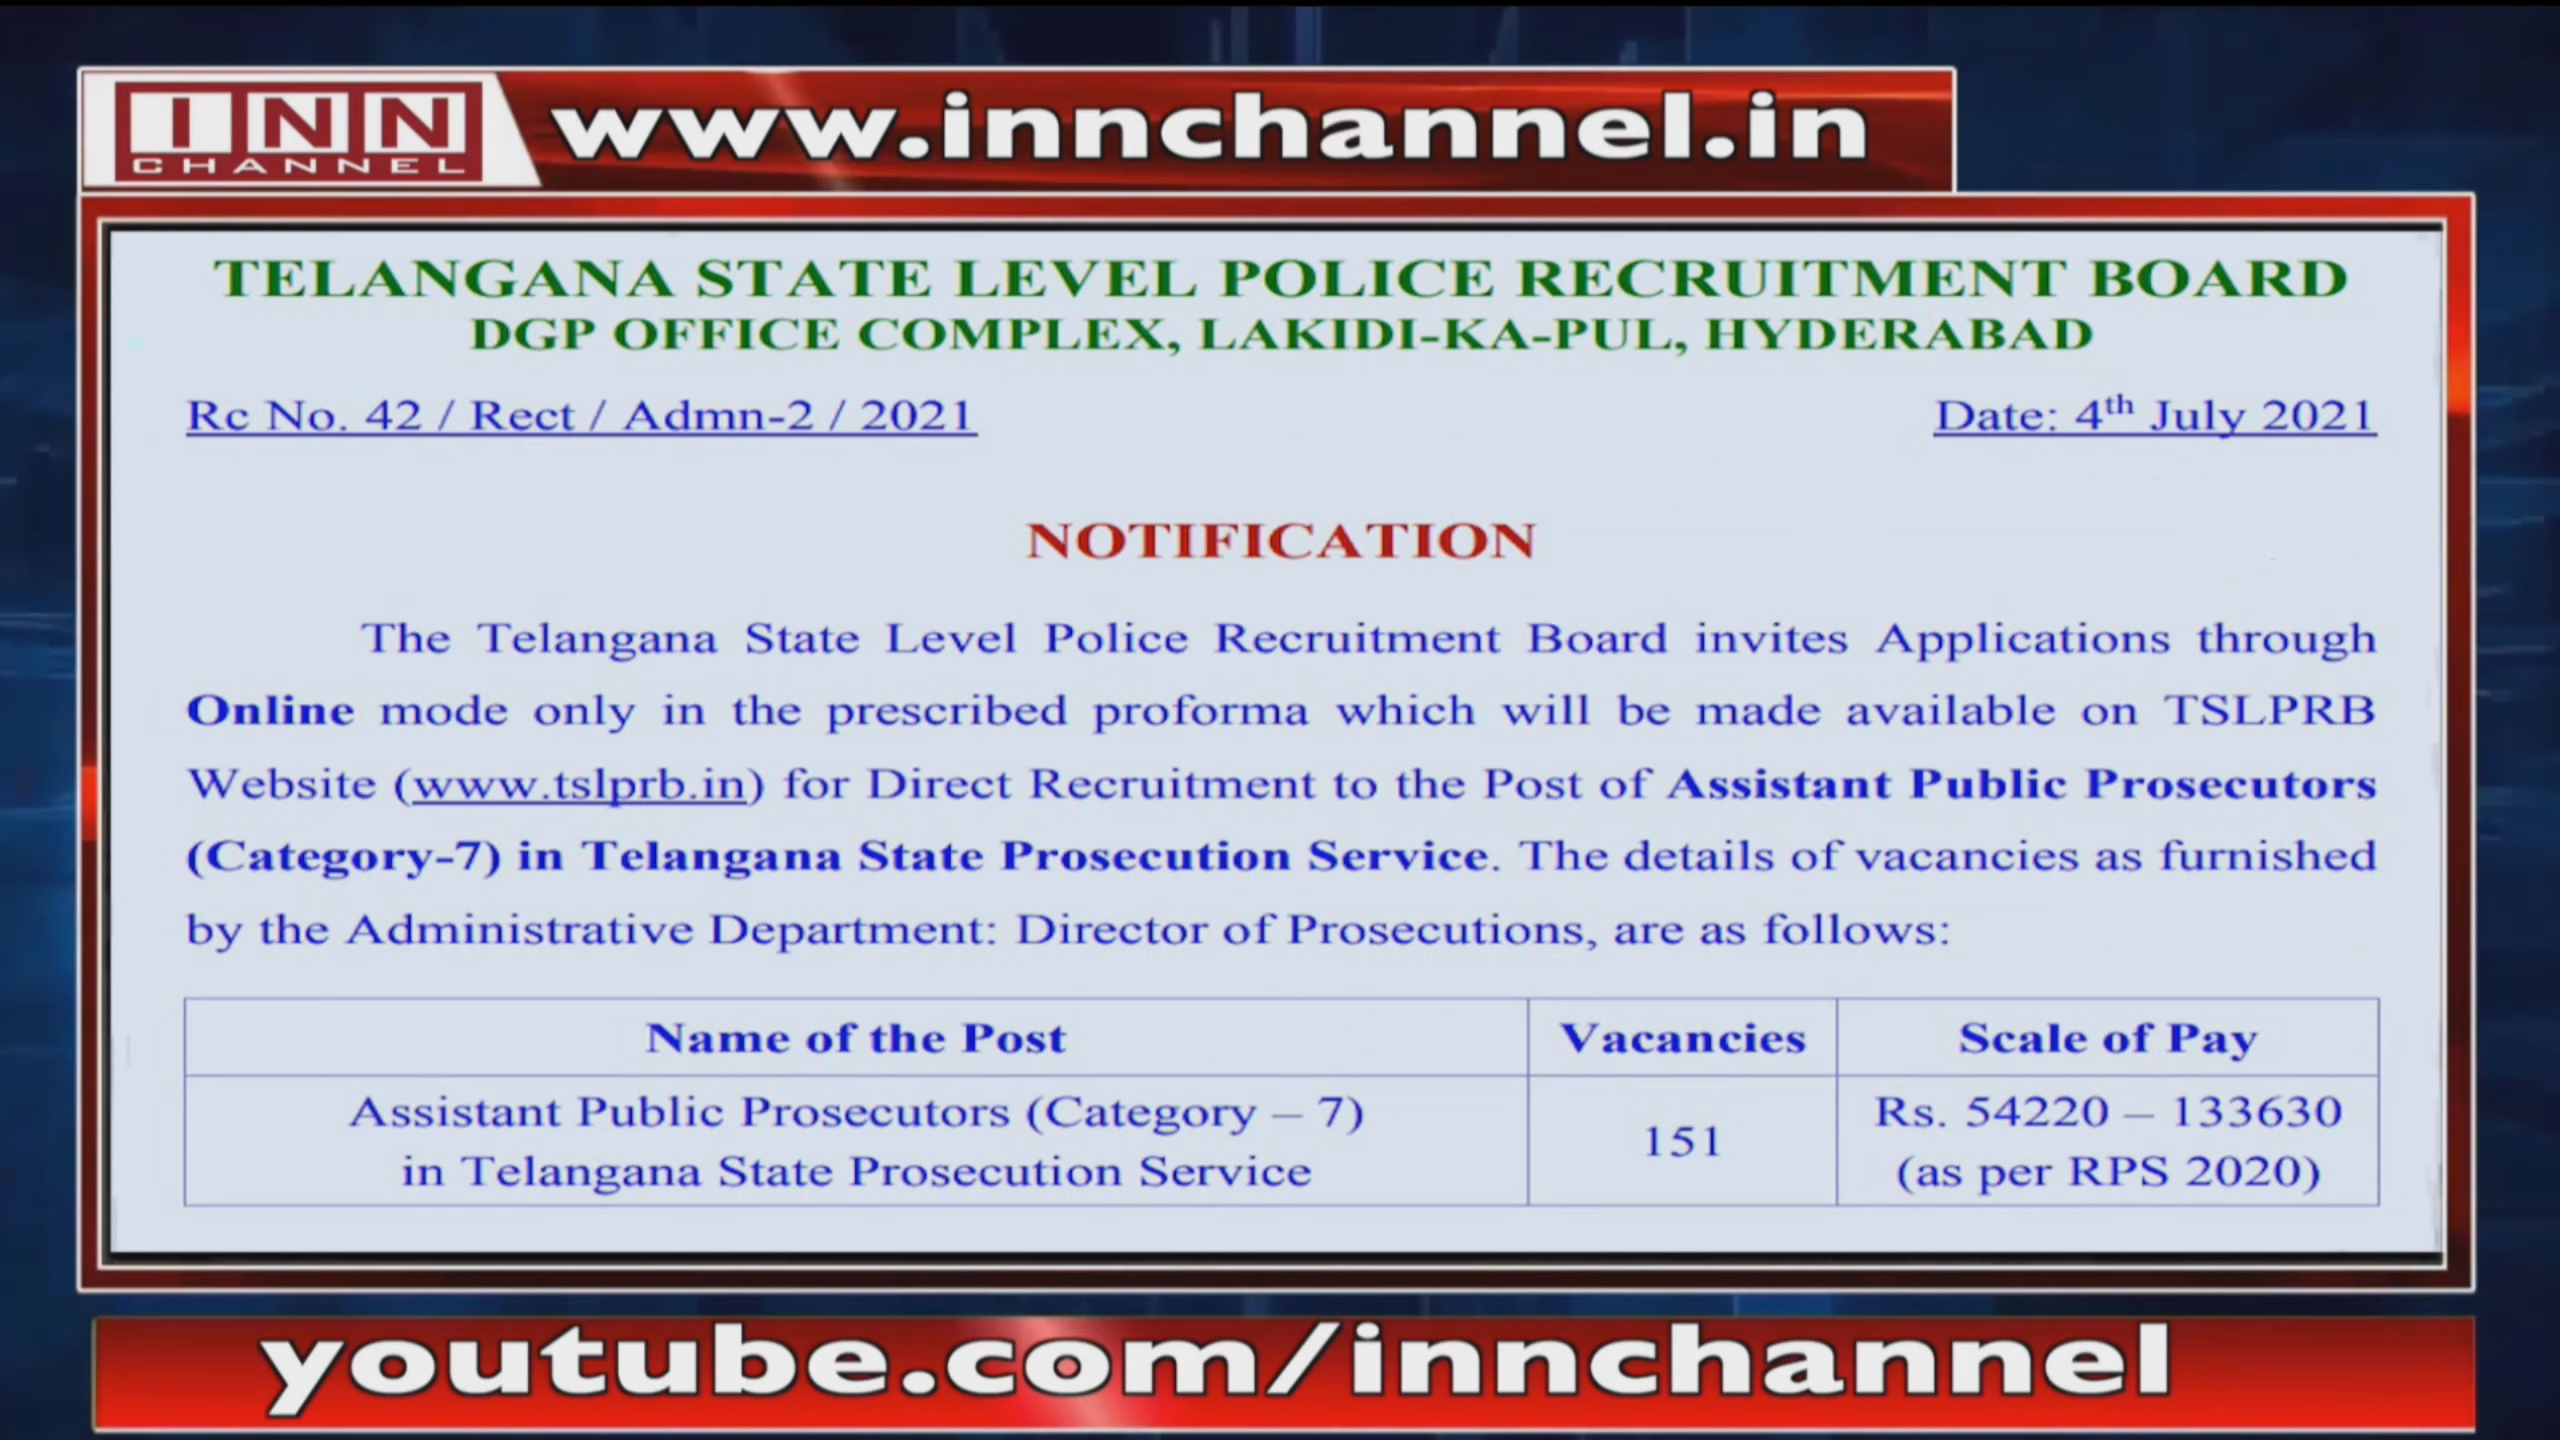 INN
CHANNEL
www.innchannel.in
TELANGANA STATE LEVEL POLICE RECRUITMENT BOARD
DGP OFFICE COMPLEX, LAKIDI-KA-PUL, HYDERABAD
Rc No. 42 / Rect / Admn-2 / 2021
Date: 4th July 2021
NOTIFICATION
The Telangana State Level Police Recruitment Board invites Applications through
Online mode only in the prescribed proforma which will be made available on TSLPRB
Website (www.tslprb.in) for Direct Recruitment to the Post of Assistant Public Prosecutors
(Category-7) in Telangana State Prosecution Service. The details of vacancies as furnished
by the Administrative Department: Director of Prosecutions, are as follows:
Name of the Post
Vacancies
Scale of Pay
Assistant Public Prosecutors (Category – 7)
in Telangana State Prosecution Service
151
Rs. 54220 – 133630
(as per RPS 2020)
youtube.com/innchannel